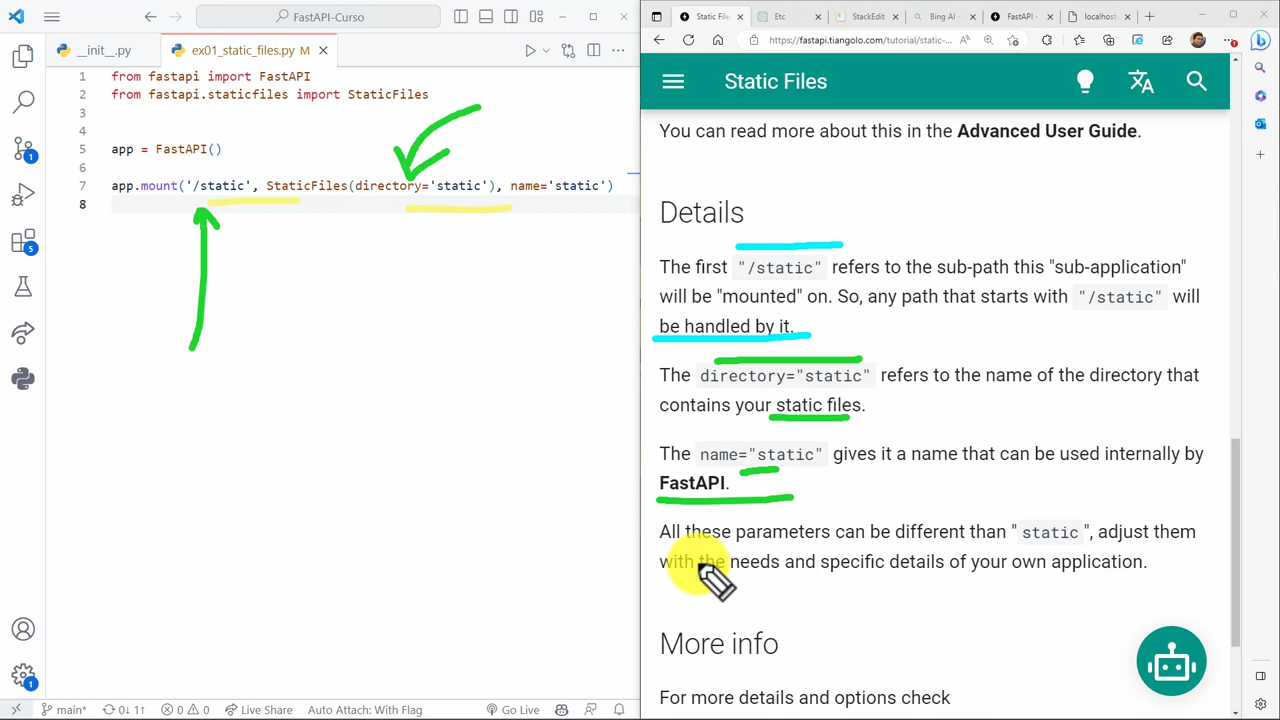 FastAPI-Curso
__init__.py
ex01_static_files.py M
1 from fastapi import FastAPI
2 from fastapi.staticfiles import StaticFiles
3
4
5 app = FastAPI()
6
7 app.mount('/static', StaticFiles(directory='static'), name='static')
8
1
5
1
main*
0↓ 1↑
0 0
Live Share
Auto Attach: With Flag
Go Live
Static Files
Etc
StackEdit
Bing AI -
FastAPI -
localhost
https://fastapi.tiangolo.com/tutorial/static-...
Static Files
You can read more about this in the Advanced User Guide.
Details
The first "/static" refers to the sub-path this "sub-application"
will be "mounted" on. So, any path that starts with "/static" will
be handled by it.
The directory="static" refers to the name of the directory that
contains your static files.
The name="static" gives it a name that can be used internally by
FastAPI.
All these parameters can be different than "static", adjust them
with the needs and specific details of your own application.
More info
For more details and options check